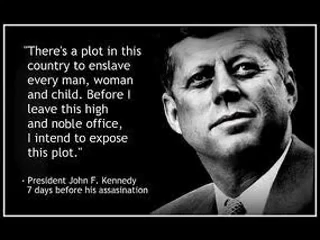 "There's a plot in this
country to enslave
every man, woman
and child. Before I
leave this high
and noble office,
I intend to expose
this plot."
- President John F. Kennedy
7 days before his assasination